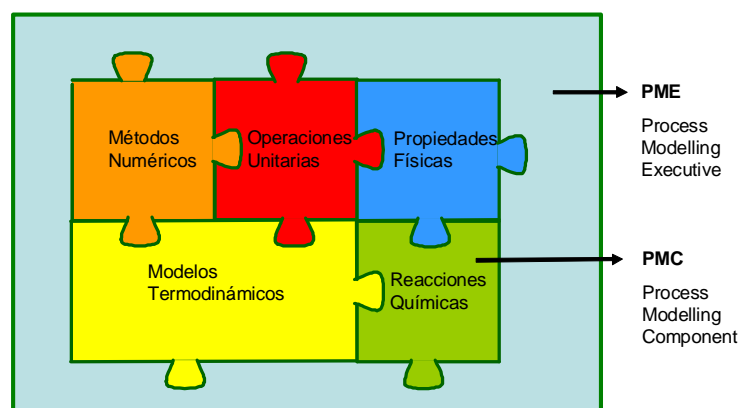 Métodos
Numéricos
Operaciones
Unitarias
Propiedades
Físicas
Modelos
Termodinámicos
Reacciones
Químicas
PME
Process
Modelling
Executive
PMC
Process
Modelling
Component